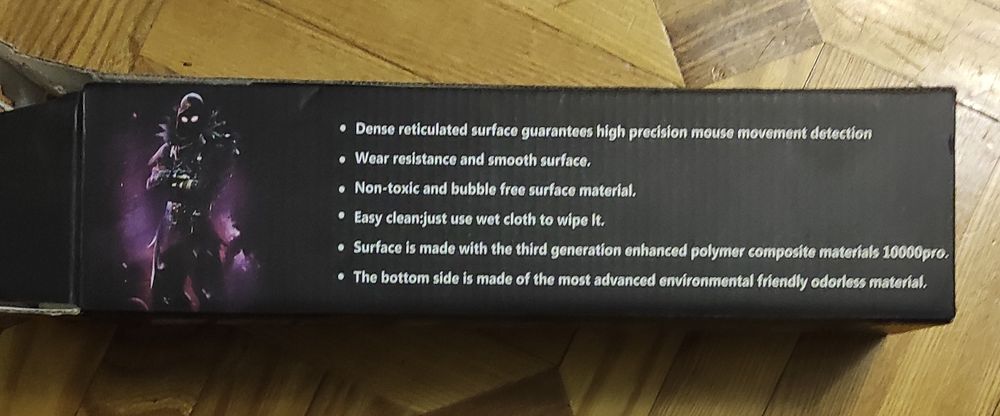 • Dense reticulated surface guarantees high precision mouse movement detection
• Wear resistance and smooth surface.
• Non-toxic and bubble free surface material.
• Easy clean:just use wet cloth to wipe It.
• Surface is made with the third generation enhanced polymer composite materials 10000pro.
• The bottom side is made of the most advanced environmental friendly odorless material.